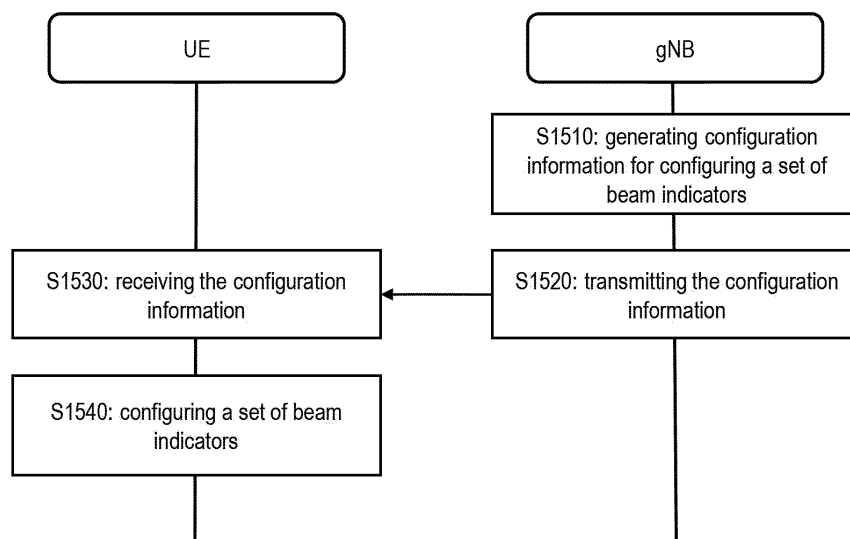 UE
gNB
S1510: generating configuration
information for configuring a set of
beam indicators
S1530: receiving the configuration
information
S1520: transmitting the configuration
information
S1540: configuring a set of beam
indicators